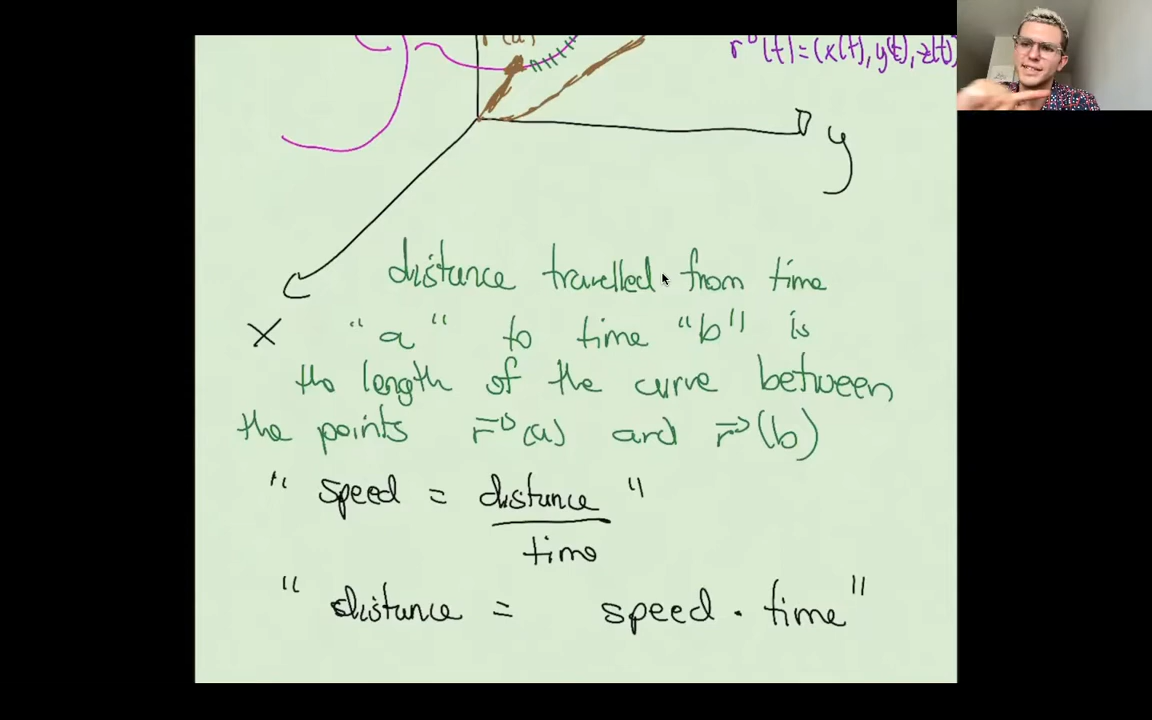 r(a)
r→(t)=(x(t), y(t), z(t))
y
distance travelled from time
x "a" to time "b" is
the length of the curve between
the points r→(a) and r→(b)
"speed = distance"
time
"distance = speed · time"